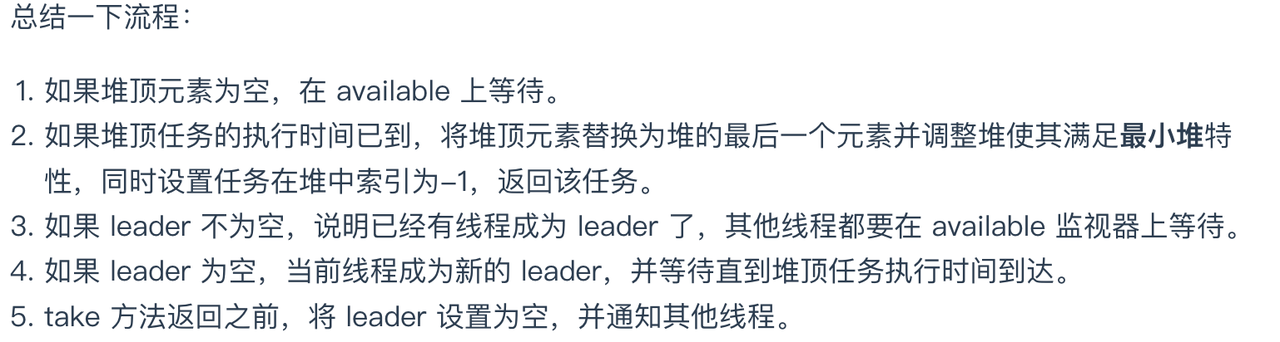 总结一下流程：
1. 如果堆顶元素为空，在 available 上等待。
2. 如果堆顶任务的执行时间已到，将堆顶元素替换为堆的最后一个元素并调整堆使其满足最小堆特
性，同时设置任务在堆中索引为-1，返回该任务。
3. 如果 leader 不为空，说明已经有线程成为 leader 了，其他线程都要在 available 监视器上等待。
4. 如果 leader 为空，当前线程成为新的 leader，并等待直到堆顶任务执行时间到达。
5. take 方法返回之前，将 leader 设置为空，并通知其他线程。